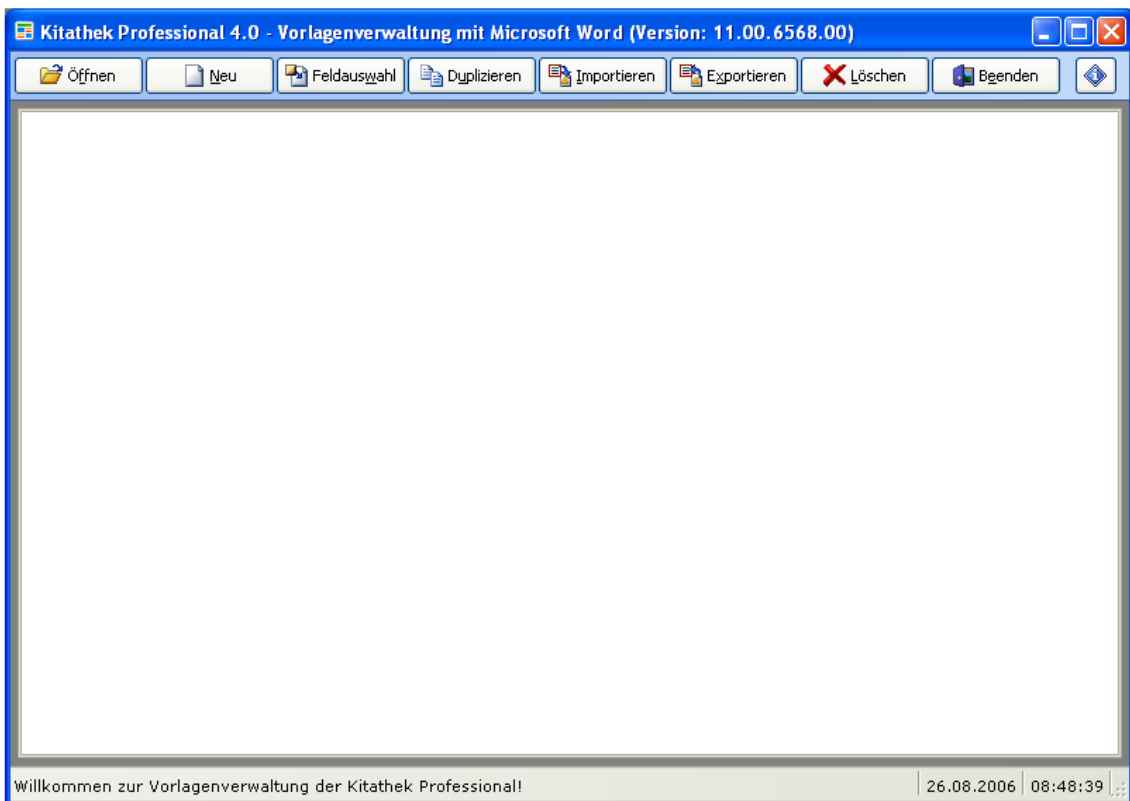 Kitathek Professional 4.0 - Vorlagenverwaltung mit Microsoft Word (Version: 11.00.6568.00)
Öffnen Neu Feldauswahl Duplizieren Importieren Exportieren Löschen Beenden
Willkommen zur Vorlagenverwaltung der Kitathek Professional! 26.08.2006 08:48:39